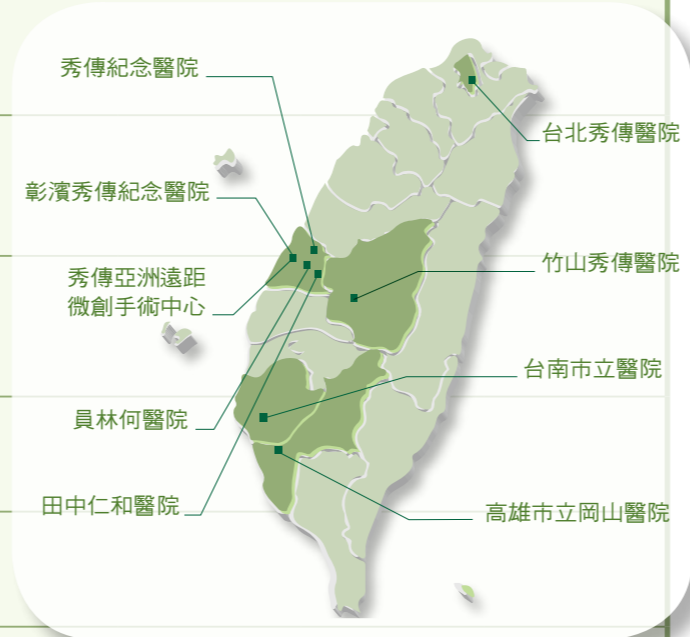 秀傳紀念醫院
台北秀傳醫院
彰濱秀傳紀念醫院
竹山秀傳醫院
秀傳亞洲遠距
微創手術中心
台南市立醫院
員林何醫院
田中仁和醫院
高雄市立岡山醫院